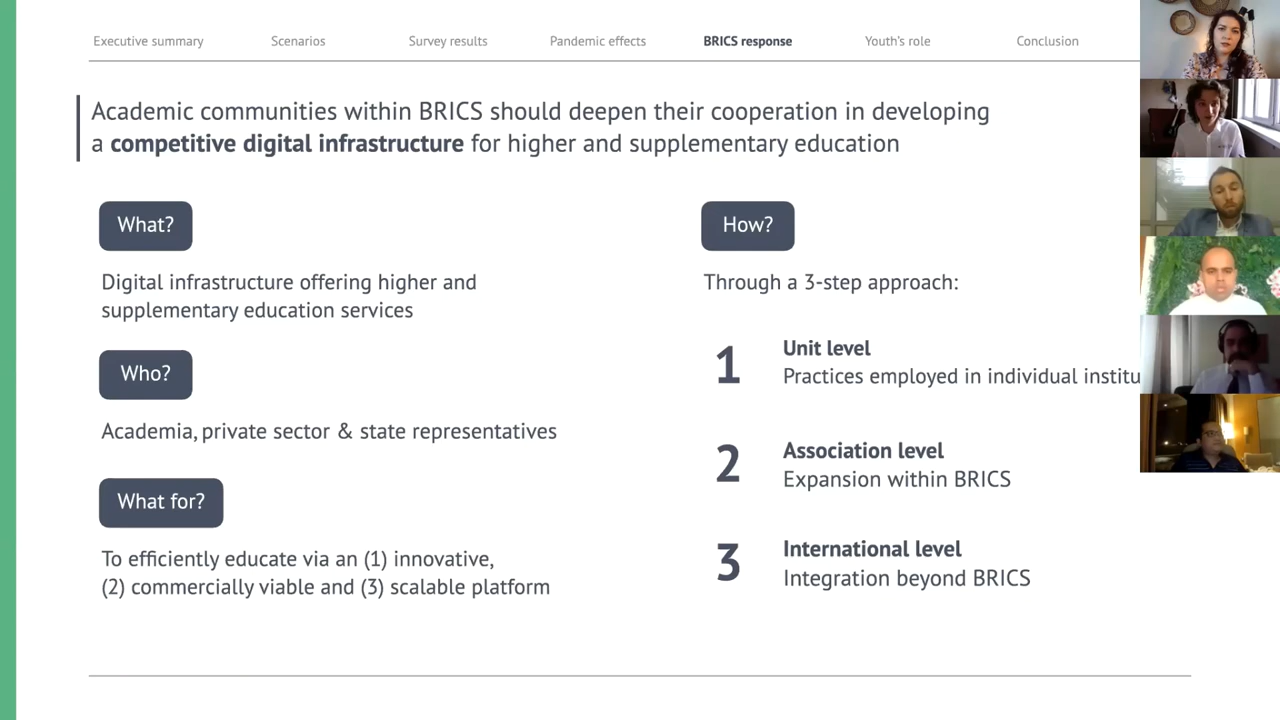 Executive summary
Scenarios
Survey results
Pandemic effects
BRICS response
Youth's role
Conclusion
Academic communities within BRICS should deepen their cooperation in developing
a competitive digital infrastructure for higher and supplementary education
What?
Digital infrastructure offering higher and
supplementary education services
Who?
Academia, private sector & state representatives
What for?
To efficiently educate via an (1) innovative,
(2) commercially viable and (3) scalable platform
How?
Through a 3-step approach:
1
Unit level
Practices employed in individual institu
2
Association level
Expansion within BRICS
3
International level
Integration beyond BRICS